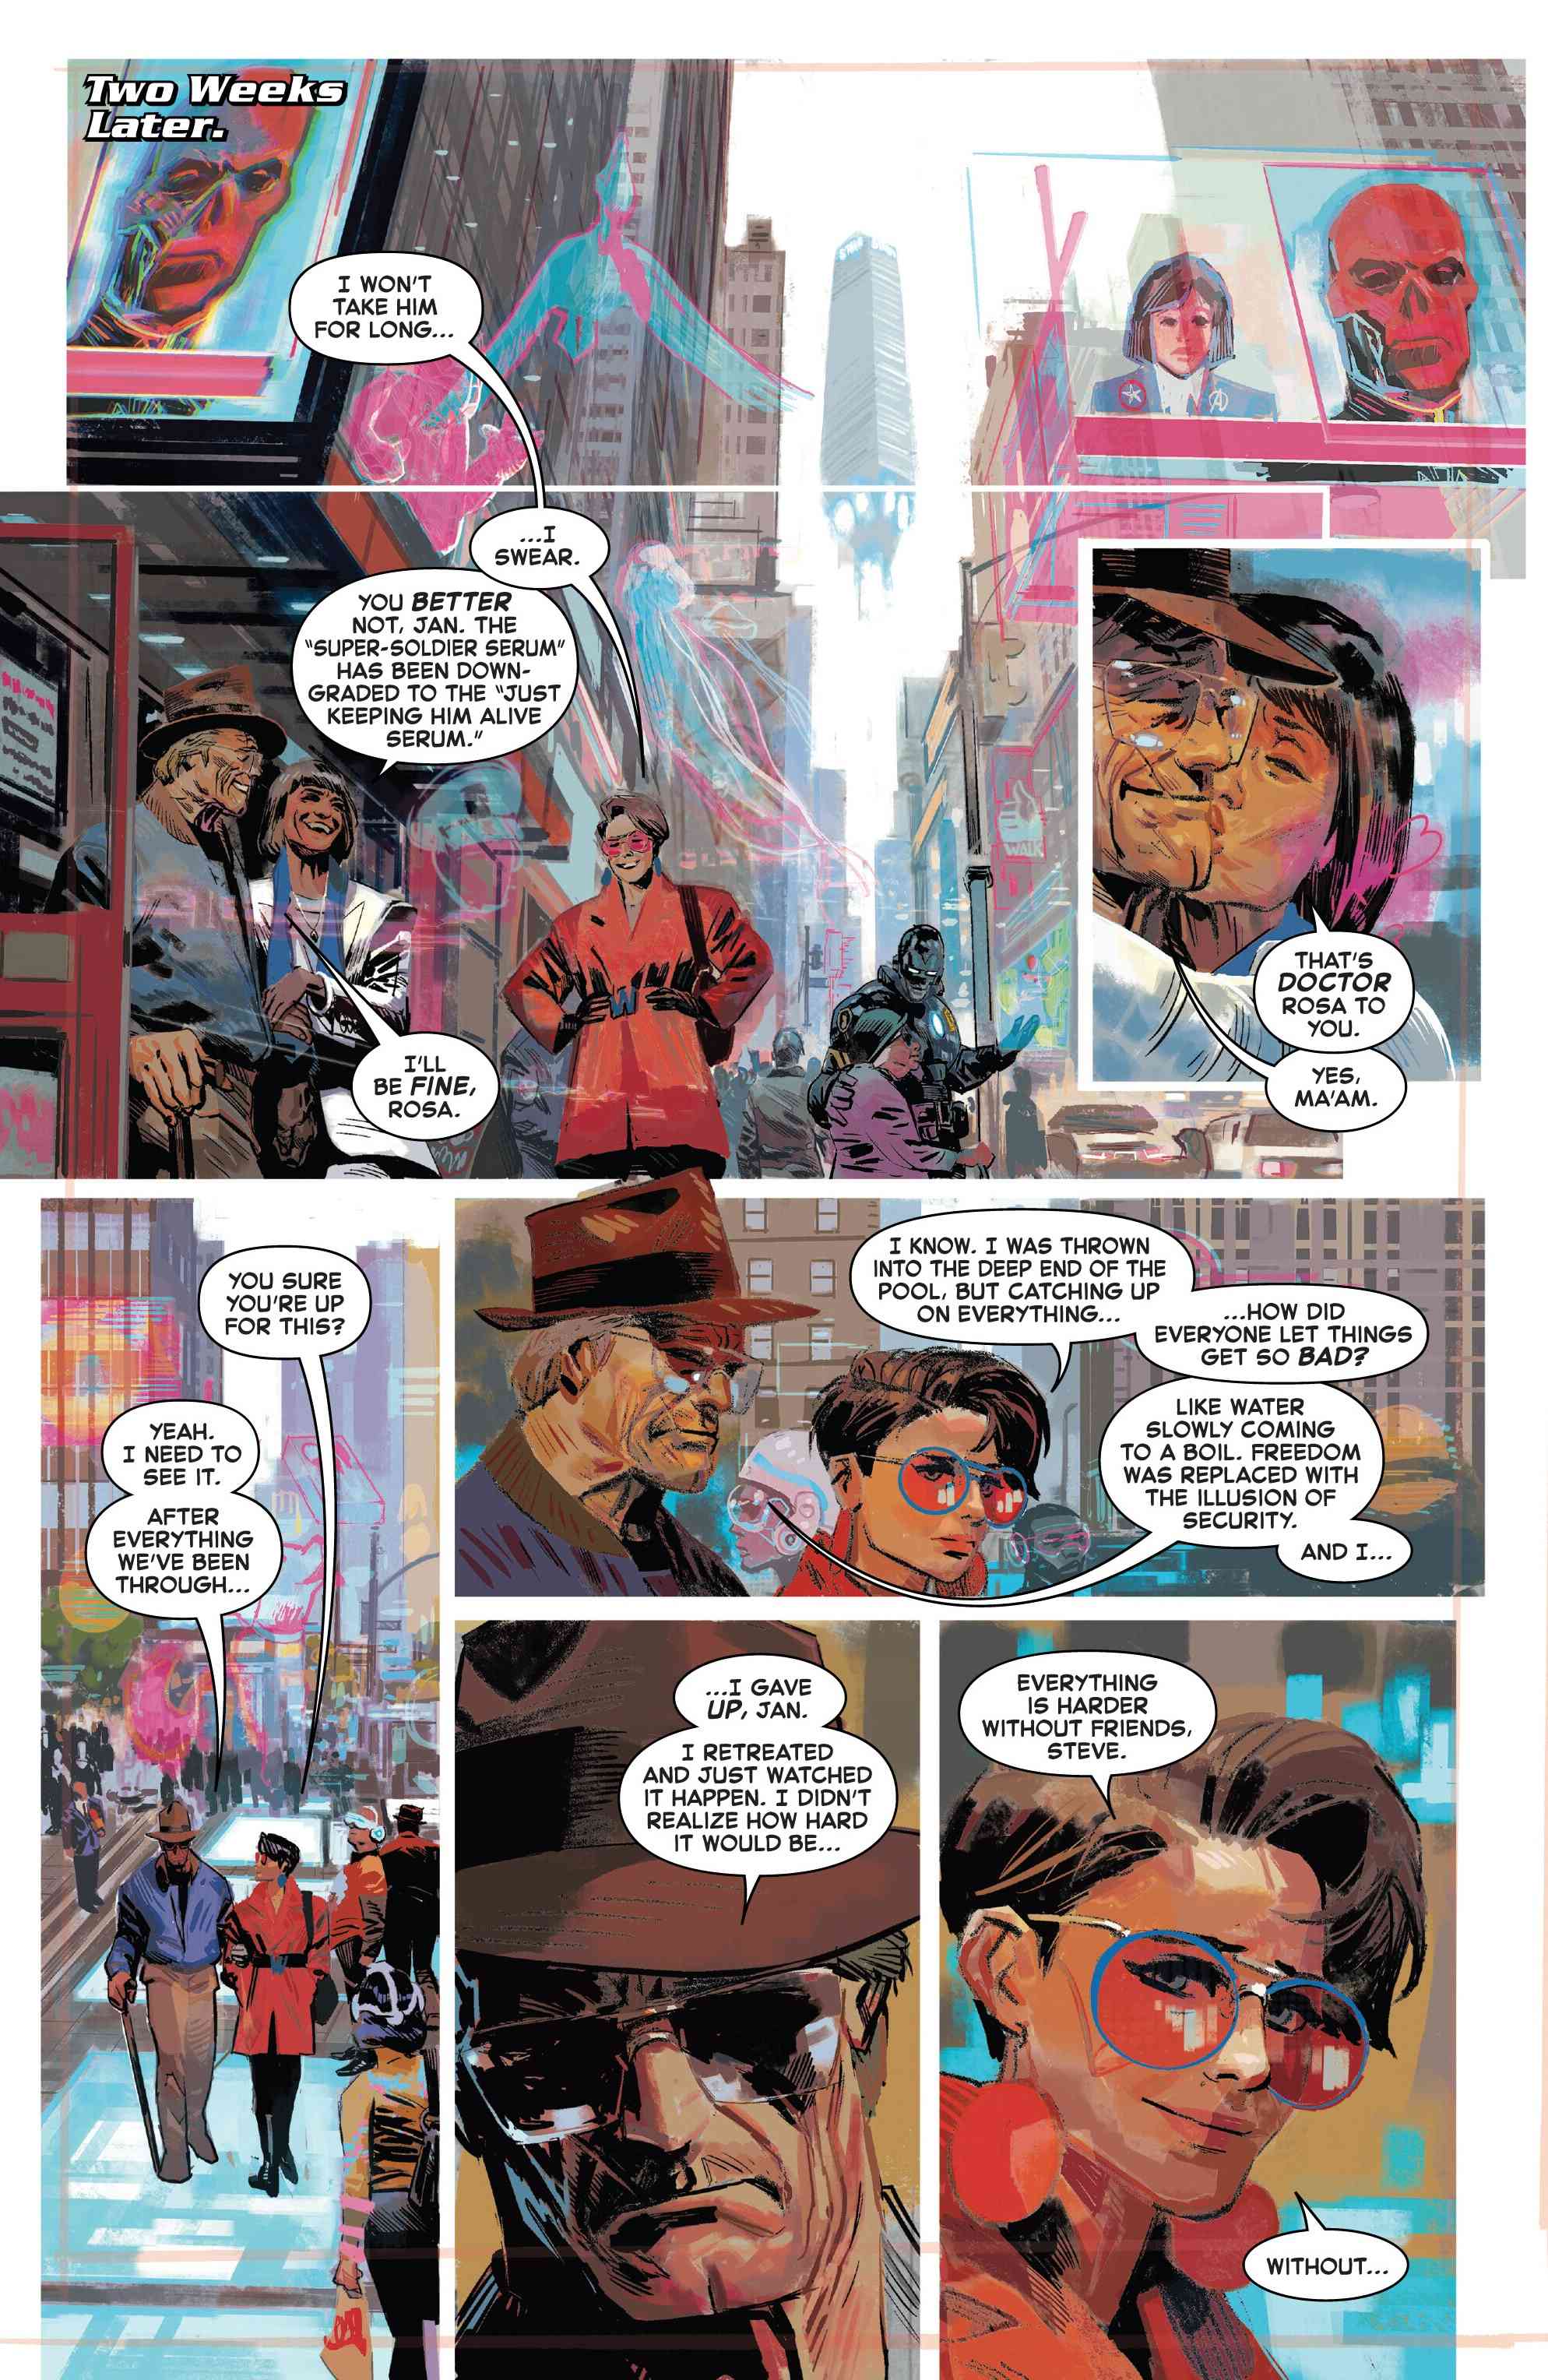 Two Weeks
Later.
I WON'T
TAKE HIM
FOR LONG...
...I
SWEAR.
YOU BETTER
NOT, JAN. THE
"SUPER-SOLDIER SERUM"
HAS BEEN DOWN-
GRADED TO THE "JUST
KEEPING HIM ALIVE
SERUM."
I'LL
BE FINE,
ROSA.
WALK
W
THAT'S
DOCTOR
ROSA TO
YOU.
YES,
MA'AM.
YOU SURE
YOU'RE UP
FOR THIS?
YEAH.
I NEED TO
SEE IT.
AFTER
EVERYTHING
WE'VE BEEN
THROUGH...
I KNOW. I WAS THROWN
INTO THE DEEP END OF THE
POOL, BUT CATCHING UP
ON EVERYTHING...
...HOW DID
EVERYONE LET THINGS
GET SO BAD?
LIKE WATER
SLOWLY COMING
TO A BOIL. FREEDOM
WAS REPLACED WITH
THE ILLUSION OF
SECURITY.
AND I...
...I GAVE
UP, JAN.
I RETREATED
AND JUST WATCHED
IT HAPPEN. I DIDN'T
REALIZE HOW HARD
IT WOULD BE...
EVERYTHING
IS HARDER
WITHOUT FRIENDS,
STEVE.
WITHOUT...